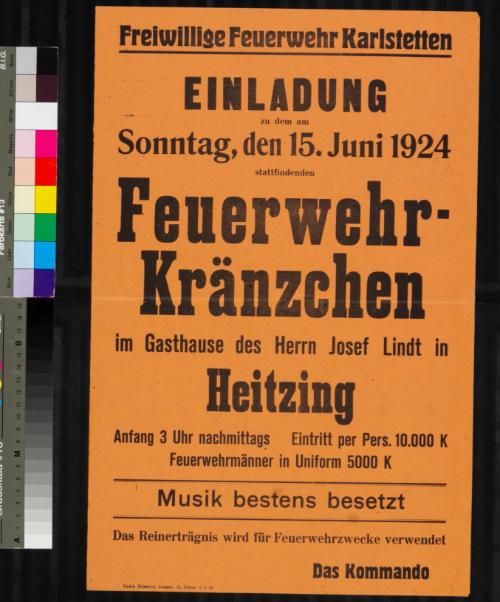 Freiwillige Feuerwehr Karlstetten
EINLADUNG
zu dem am
Sonntag, den 15. Juni 1924
stattfindenden
Feuerwehr-
Kränzchen
im Gasthause des Herrn Josef Lindt in
Heitzing
Anfang 3 Uhr nachmittags Eintritt per Pers. 10.000 K
Feuerwehrmänner in Uniform 5000 K
Musik bestens besetzt
Das Reinerträgnis wird für Feuerwehrzwecke verwendet
Das Kommando
B.I.G.
Farbkarte #13